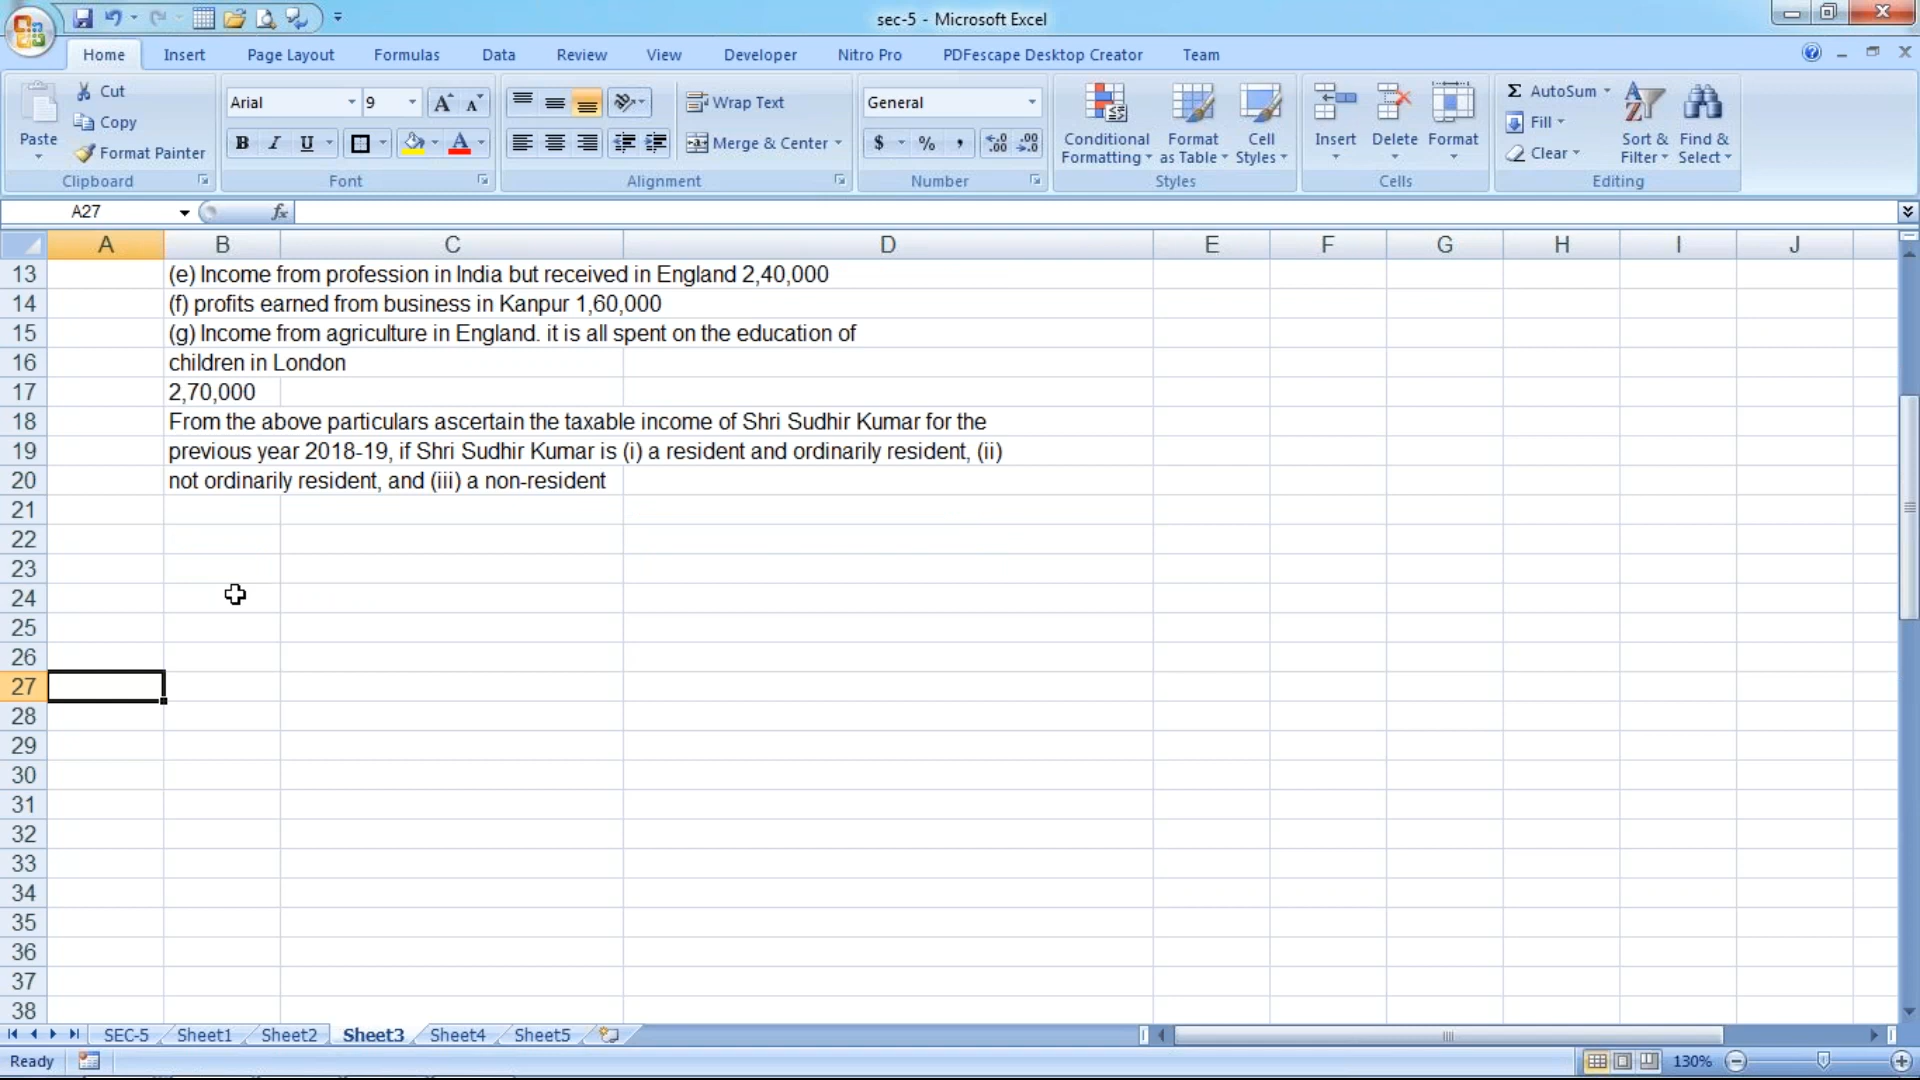 sec-5 - Microsoft Excel
Home Insert Page Layout Formulas Data Review View Developer Nitro Pro PDFescape Desktop Creator Team
Paste
Cut
Copy
Format Painter
Clipboard
Arial 9
B I U A
Font
Wrap Text
Merge & Center
Alignment
General
$ % , .0 .00 .00 .0
Number
Conditional Formatting
Format as Table
Cell Styles
Styles
Insert Delete Format
Cells
Σ AutoSum
Fill
Clear
Sort & Filter
Find & Select
Editing
A27 fx
A B C D E F G H I J
13 (e) Income from profession in India but received in England 2,40,000
14 (f) profits earned from business in Kanpur 1,60,000
15 (g) Income from agriculture in England. it is all spent on the education of
16 children in London
17 2,70,000
18 From the above particulars ascertain the taxable income of Shri Sudhir Kumar for the
19 previous year 2018-19, if Shri Sudhir Kumar is (i) a resident and ordinarily resident, (ii)
20 not ordinarily resident, and (iii) a non-resident
21
22
23
24
25
26
27
28
29
30
31
32
33
34
35
36
37
38
SEC-5 Sheet1 Sheet2 Sheet3 Sheet4 Sheet5
Ready 130%